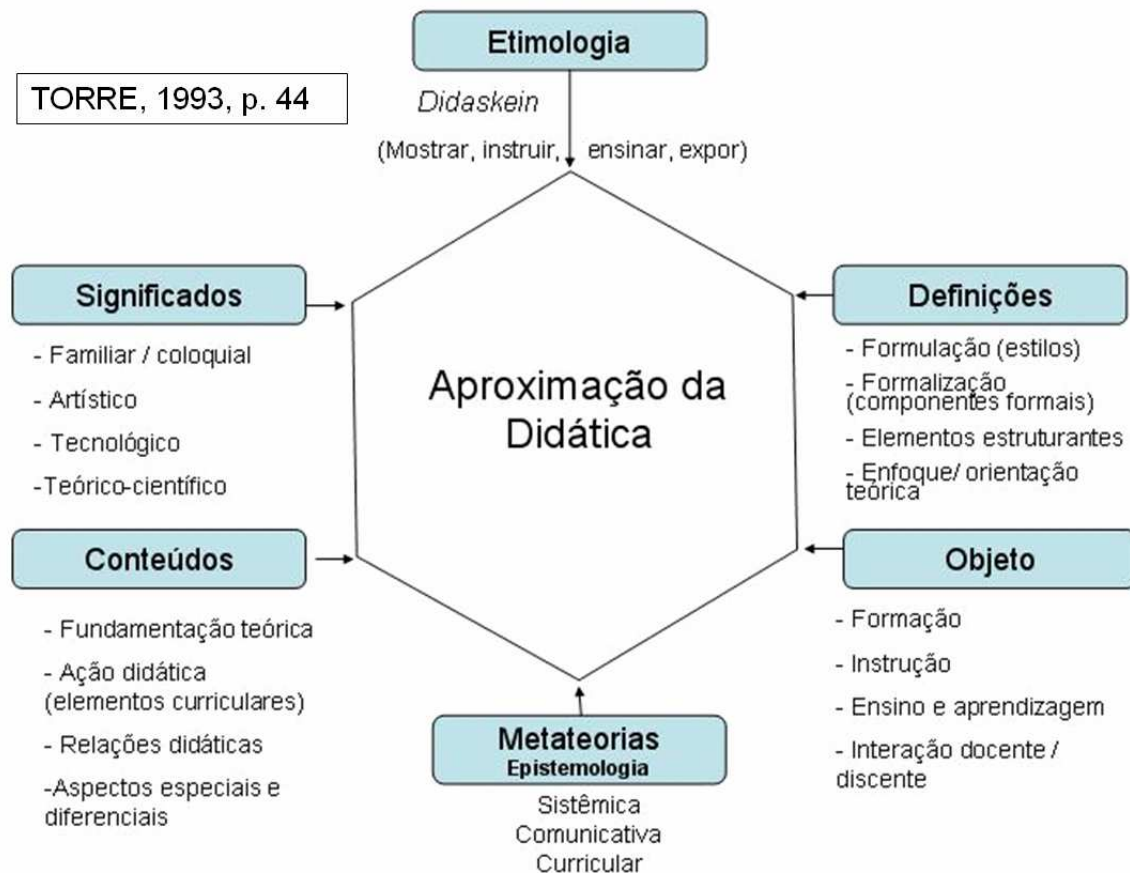 Etimologia
TORRE, 1993, p. 44
Didaskein
(Mostrar, instruir, ensinar, expor)
Significados
- Familiar / coloquial
- Artístico
- Tecnológico
-Teórico-científico
Definições
- Formulação (estilos)
- Formalização
(componentes formais)
- Elementos estruturantes
- Enfoque/ orientação
teórica
Aproximação da
Didática
Conteúdos
- Fundamentação teórica
- Ação didática
(elementos curriculares)
- Relações didáticas
-Aspectos especiais e
diferenciais
Objeto
- Formação
- Instrução
- Ensino e aprendizagem
- Interação docente /
discente
Metateorias
Epistemologia
Sistêmica
Comunicativa
Curricular